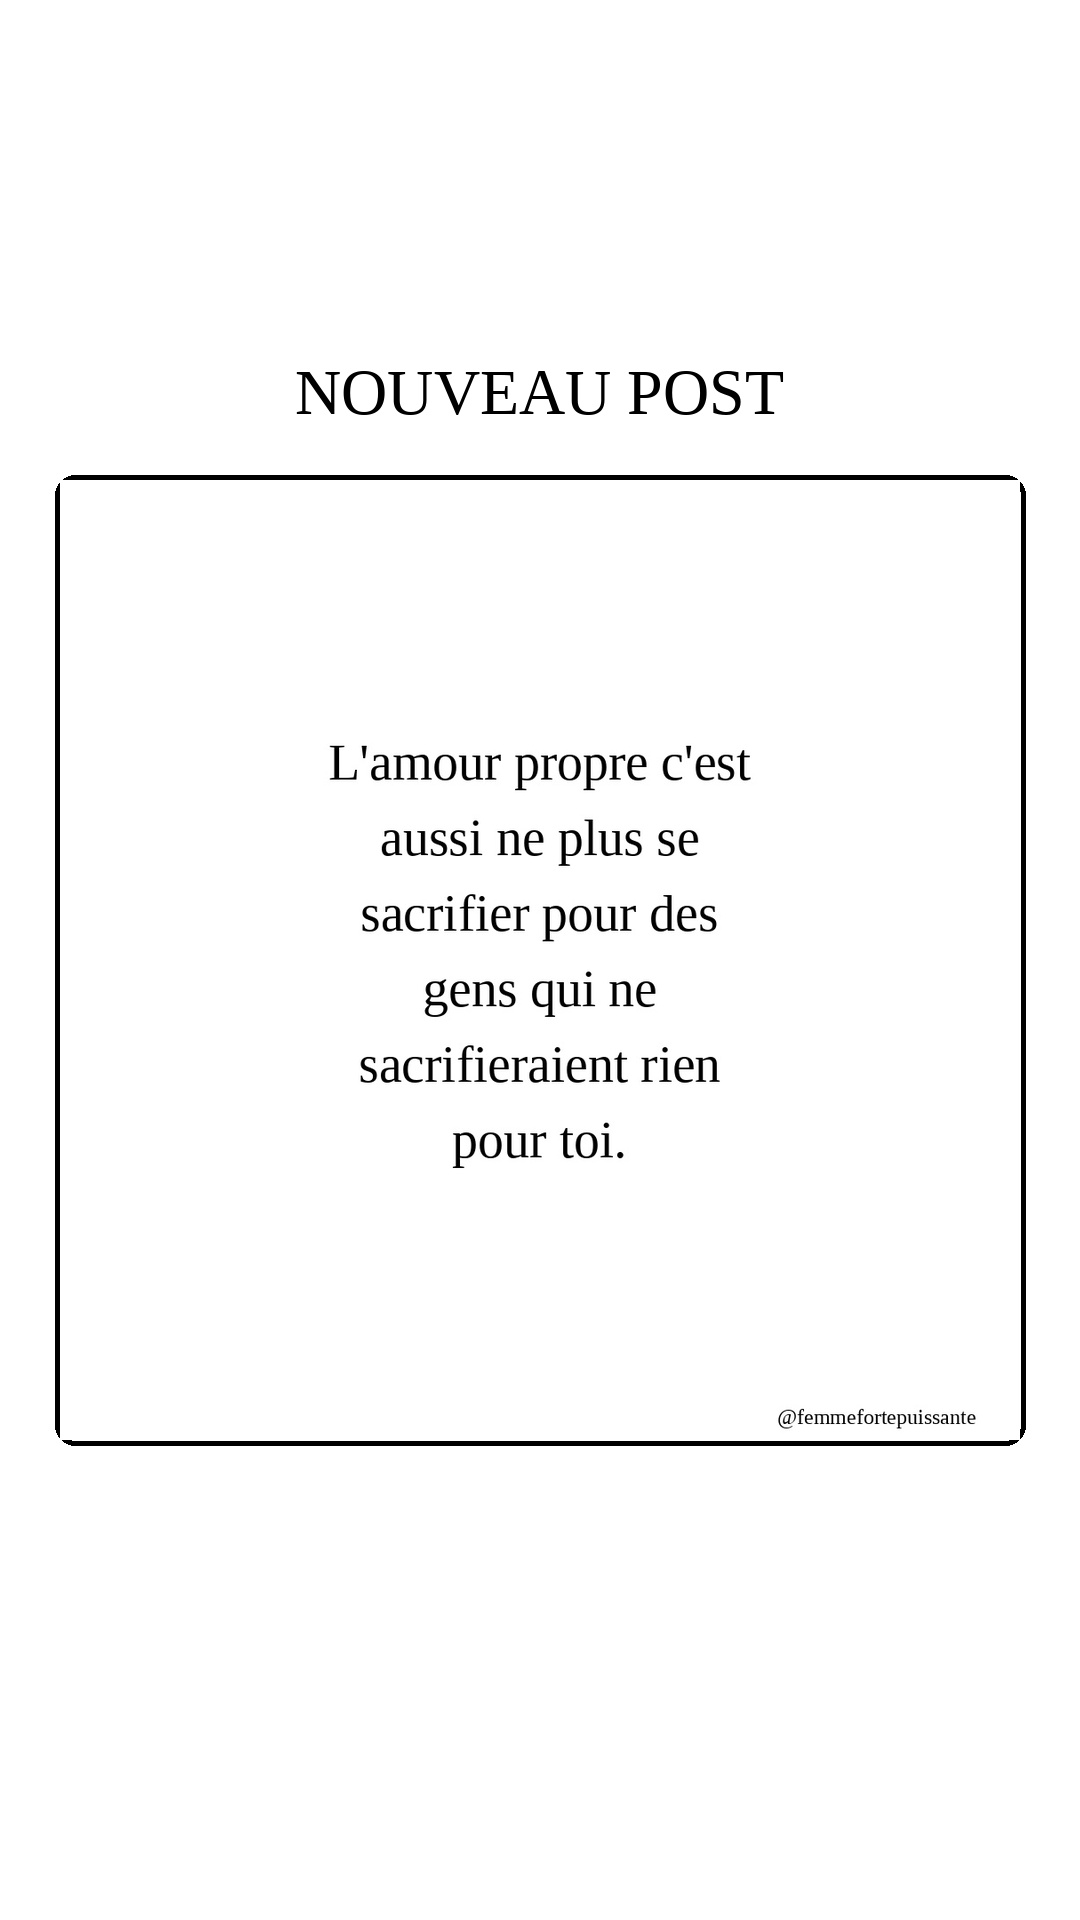 NOUVEAU POST
L'amour propre c'est
aussi ne plus se
sacrifier pour des
gens qui ne
sacrifieraient rien
pour toi.
@femmefortepuissante